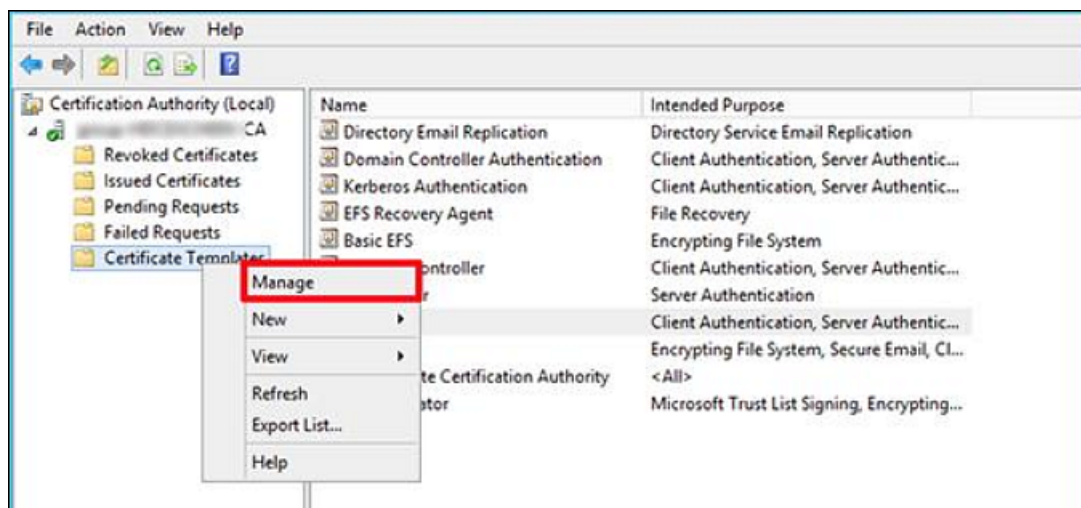 File Action View Help
Certification Authority (Local)
CA
Revoked Certificates
Issued Certificates
Pending Requests
Failed Requests
Certificate Templates
Manage
New
View
Refresh
Export List...
Help
Name Intended Purpose
Directory Email Replication Directory Service Email Replication
Domain Controller Authentication Client Authentication, Server Authentic...
Kerberos Authentication Client Authentication, Server Authentic...
EFS Recovery Agent File Recovery
Basic EFS Encrypting File System
ontroller Client Authentication, Server Authentic...
r Server Authentication
Client Authentication, Server Authentic...
Encrypting File System, Secure Email, Cl...
te Certification Authority <All>
ator Microsoft Trust List Signing, Encrypting...